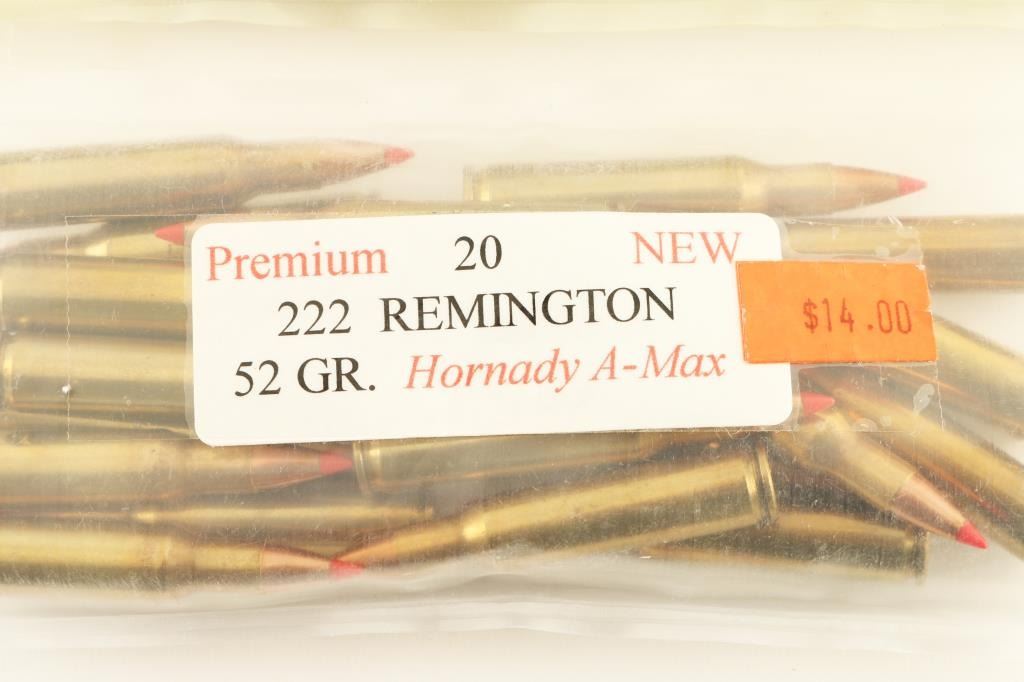 Premium 20 NEW
222 REMINGTON
$14.00
52 GR. Hornady A-Max